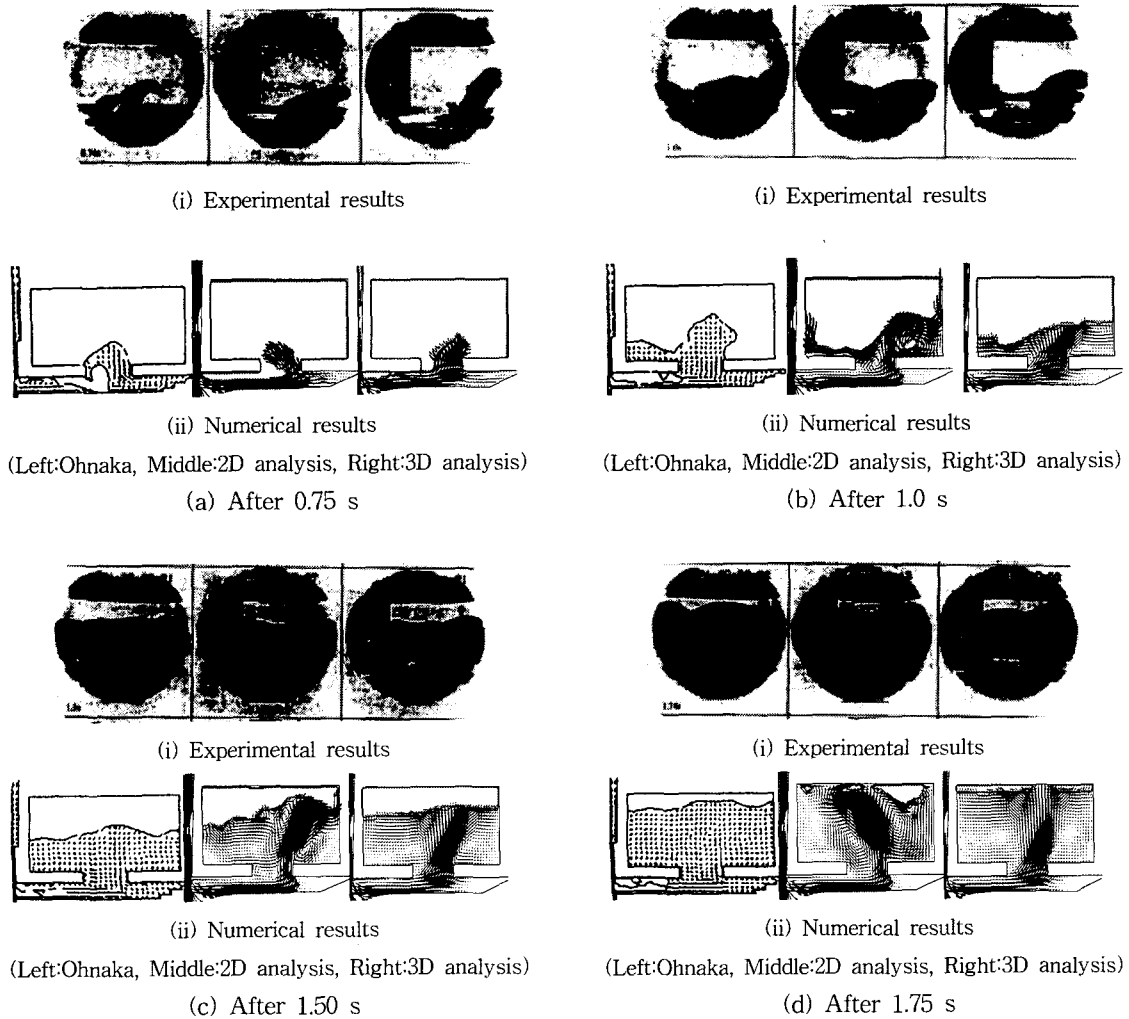 (i) Experimental results
(ii) Numerical results
(Left:Ohnaka, Middle:2D analysis, Right:3D analysis)
(a) After 0.75 s
(i) Experimental results
(ii) Numerical results
(Left:Ohnaka, Middle:2D analysis, Right:3D analysis)
(b) After 1.0 s
(i) Experimental results
(ii) Numerical results
(Left:Ohnaka, Middle:2D analysis, Right:3D analysis)
(c) After 1.50 s
(i) Experimental results
(ii) Numerical results
(Left:Ohnaka, Middle:2D analysis, Right:3D analysis)
(d) After 1.75 s